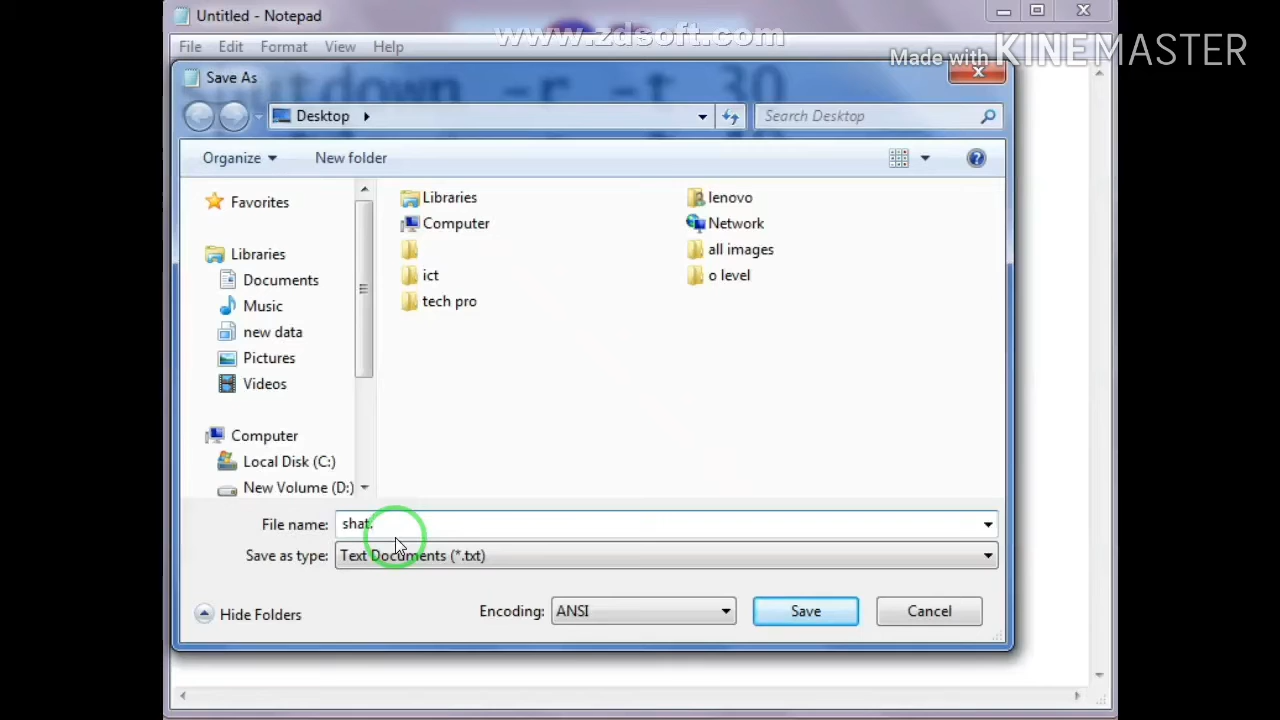 Untitled - Notepad
www.zdsoft.com
Made with KINEMASTER
File Edit Format View Help
Save As
down -r -t 30
Desktop
Search Desktop
Organize
New folder
Favorites
Libraries
Documents
Music
new data
Pictures
Videos
Computer
Local Disk (C:)
New Volume (D:)
Libraries
lenovo
Computer
Network
all images
ict
o level
tech pro
File name: shat.
Save as type: Text Documents (*.txt)
Hide Folders
Encoding: ANSI
Save
Cancel